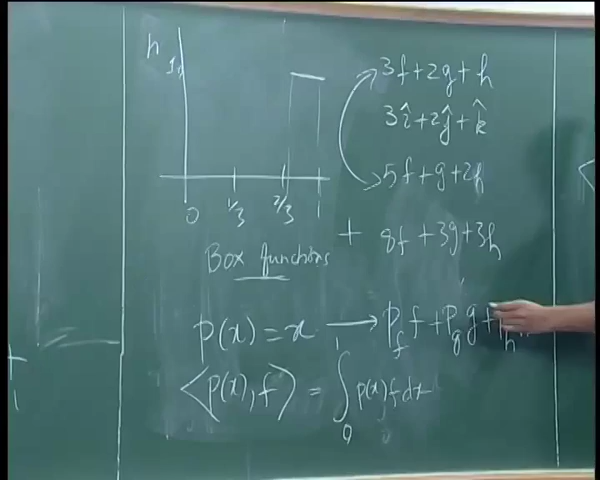 h
1
3f+2g+h
3î+2ĵ+k̂
5f+g+2h
0 1/3 2/3 1
+ 8f+3g+3h
Box functions
p(x)=x → p_f f+p_g g+p_h
⟨p(x), f⟩ = ∫₀¹ p(x)f dx
+
1